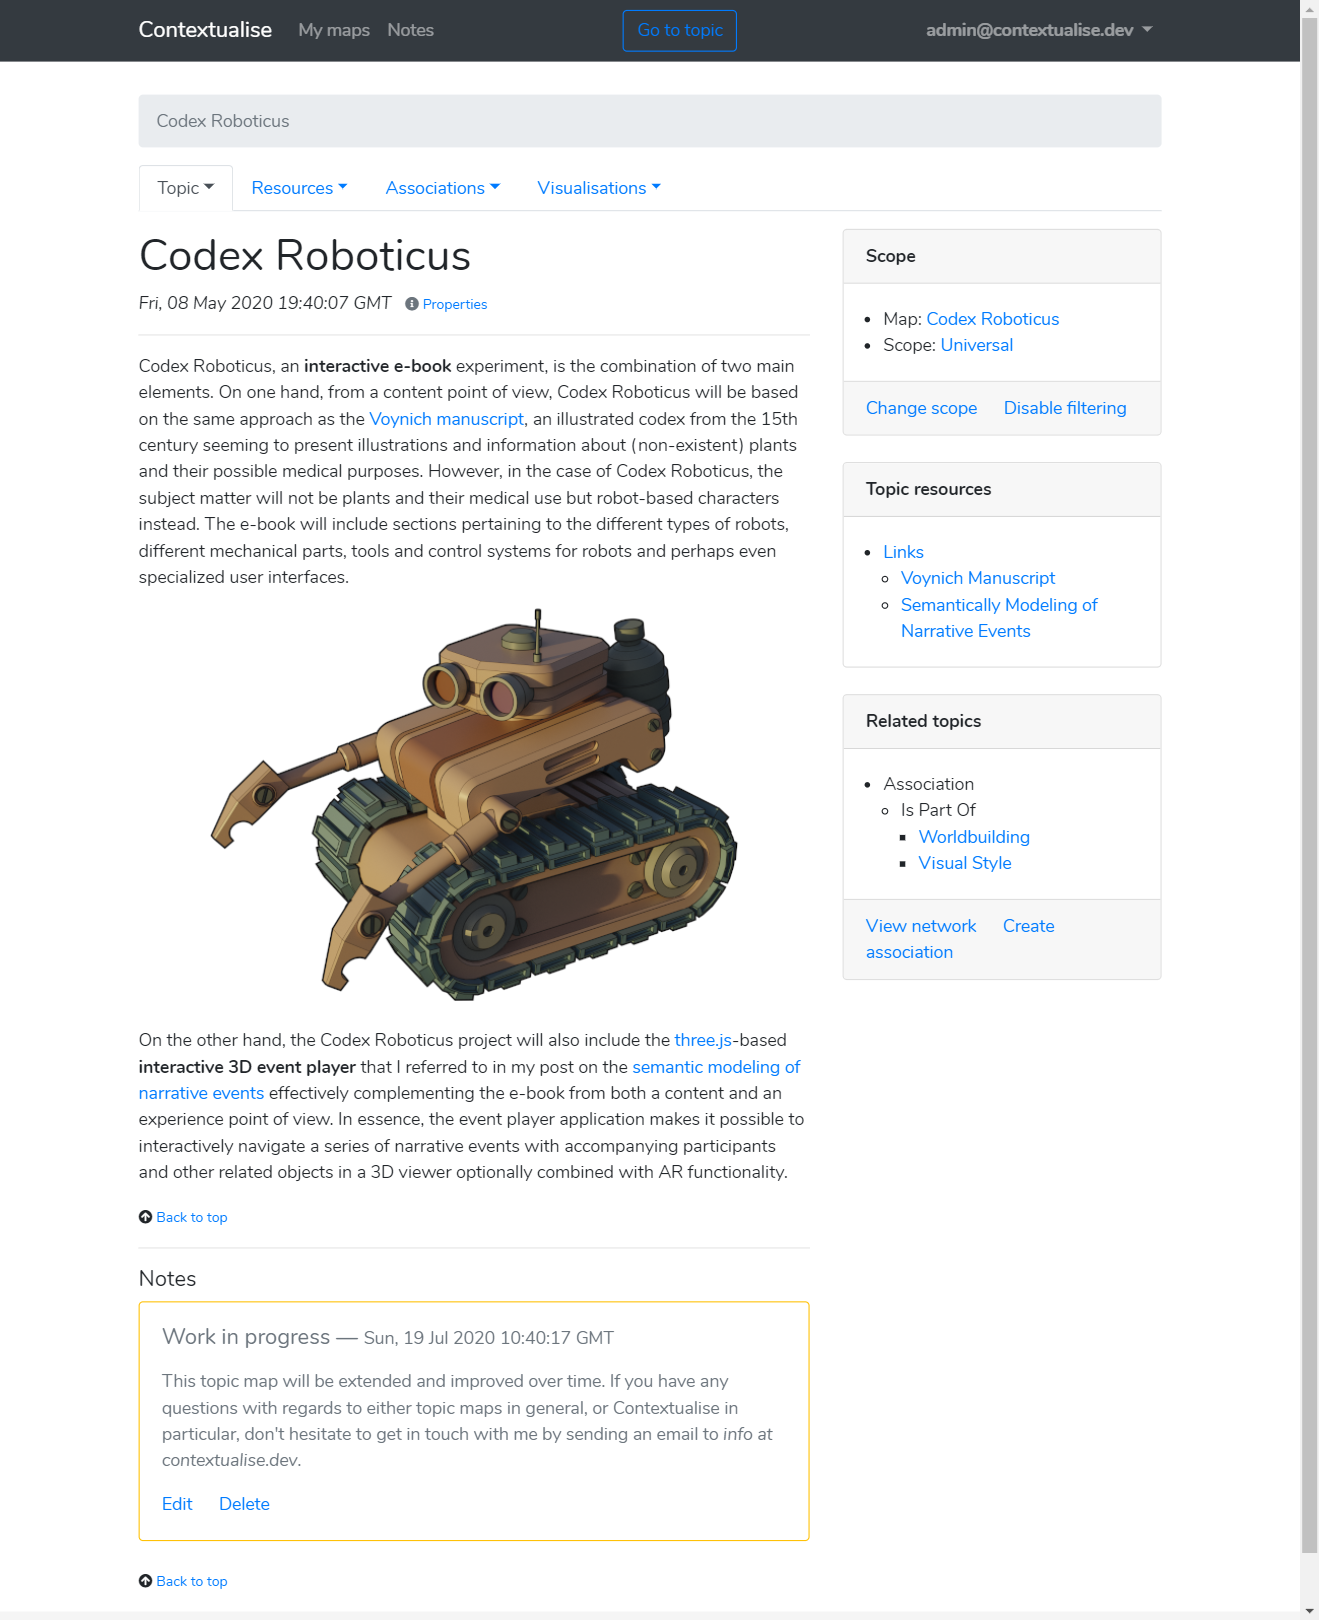 Contextualise My maps Notes Go to topic admin@contextualise.dev
Codex Roboticus
Topic Resources Associations Visualisations
Codex Roboticus
Fri, 08 May 2020 19:40:07 GMT Properties
Codex Roboticus, an interactive e-book experiment, is the combination of two main
elements. On one hand, from a content point of view, Codex Roboticus will be based
on the same approach as the Voynich manuscript, an illustrated codex from the 15th
century seeming to present illustrations and information about (non-existent) plants
and their possible medical purposes. However, in the case of Codex Roboticus, the
subject matter will not be plants and their medical use but robot-based characters
instead. The e-book will include sections pertaining to the different types of robots,
different mechanical parts, tools and control systems for robots and perhaps even
specialized user interfaces.
On the other hand, the Codex Roboticus project will also include the three.js-based
interactive 3D event player that I referred to in my post on the semantic modeling of
narrative events effectively complementing the e-book from both a content and an
experience point of view. In essence, the event player application makes it possible to
interactively navigate a series of narrative events with accompanying participants
and other related objects in a 3D viewer optionally combined with AR functionality.
Back to top
Notes
Work in progress — Sun, 19 Jul 2020 10:40:17 GMT
This topic map will be extended and improved over time. If you have any
questions with regards to either topic maps in general, or Contextualise in
particular, don't hesitate to get in touch with me by sending an email to info at
contextualise.dev.
Edit Delete
Back to top
Scope
Map: Codex Roboticus
Scope: Universal
Change scope Disable filtering
Topic resources
Links
Voynich Manuscript
Semantically Modeling of
Narrative Events
Related topics
Association
Is Part Of
Worldbuilding
Visual Style
View network Create
association